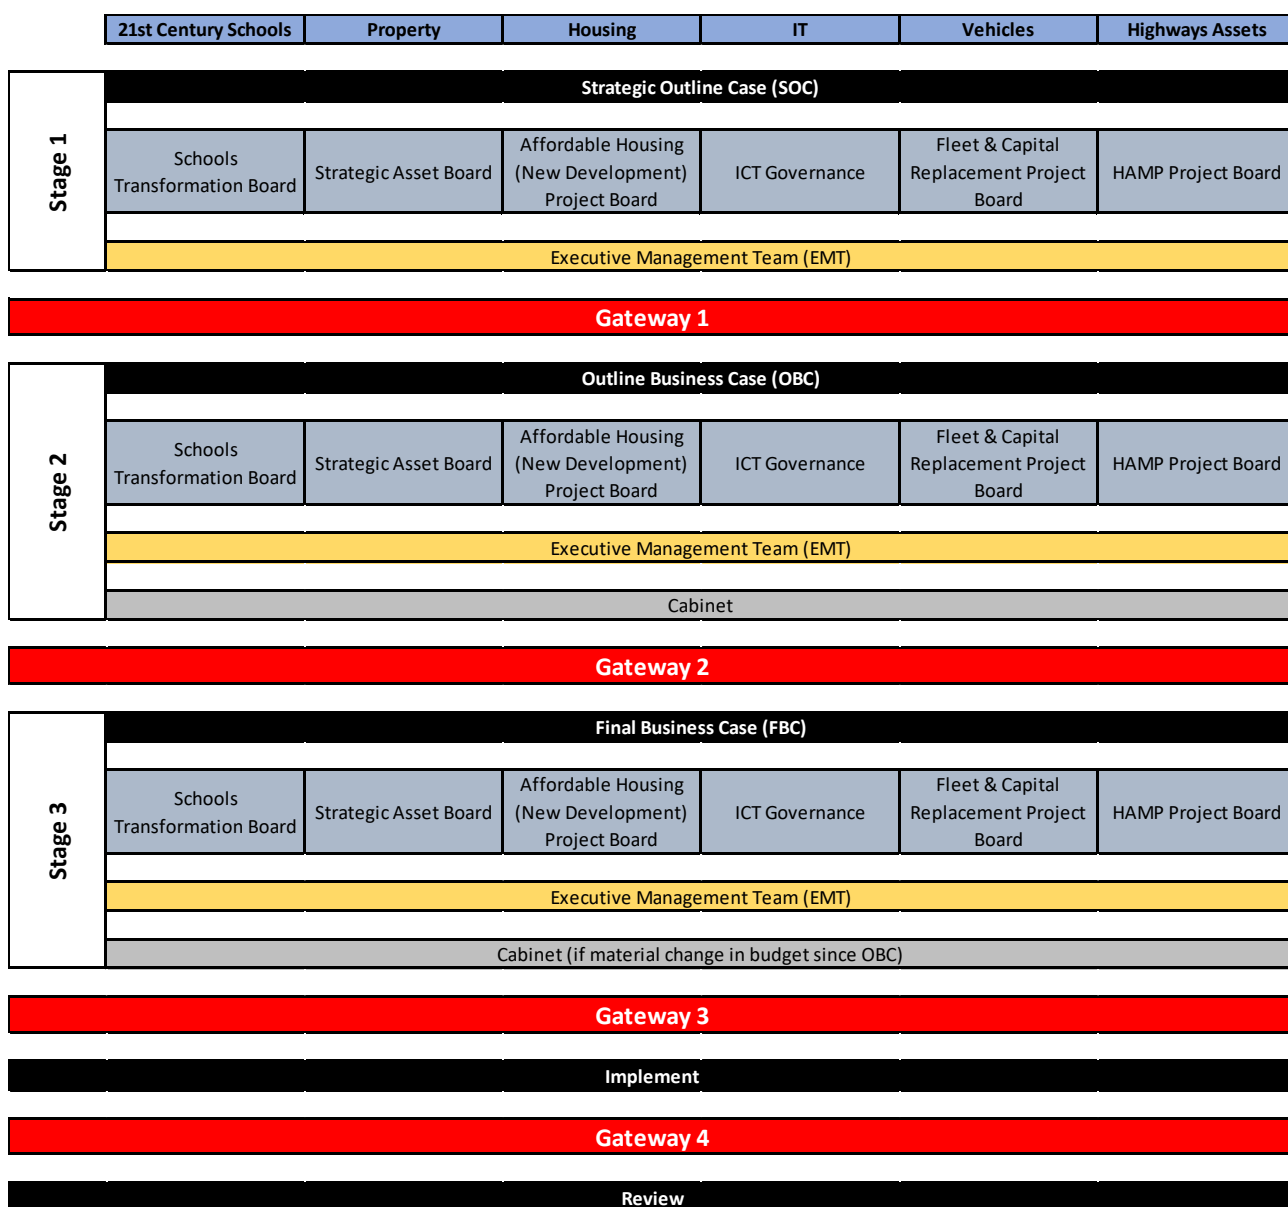 21st Century Schools Property Housing IT Vehicles Highways Assets
Stage 1
Strategic Outline Case (SOC)
Schools
Transformation Board
Strategic Asset Board
Affordable Housing
(New Development)
Project Board
ICT Governance
Fleet & Capital
Replacement Project
Board
HAMP Project Board
Executive Management Team (EMT)
Gateway 1
Stage 2
Outline Business Case (OBC)
Schools
Transformation Board
Strategic Asset Board
Affordable Housing
(New Development)
Project Board
ICT Governance
Fleet & Capital
Replacement Project
Board
HAMP Project Board
Executive Management Team (EMT)
Cabinet
Gateway 2
Stage 3
Final Business Case (FBC)
Schools
Transformation Board
Strategic Asset Board
Affordable Housing
(New Development)
Project Board
ICT Governance
Fleet & Capital
Replacement Project
Board
HAMP Project Board
Executive Management Team (EMT)
Cabinet (if material change in budget since OBC)
Gateway 3
Implement
Gateway 4
Review